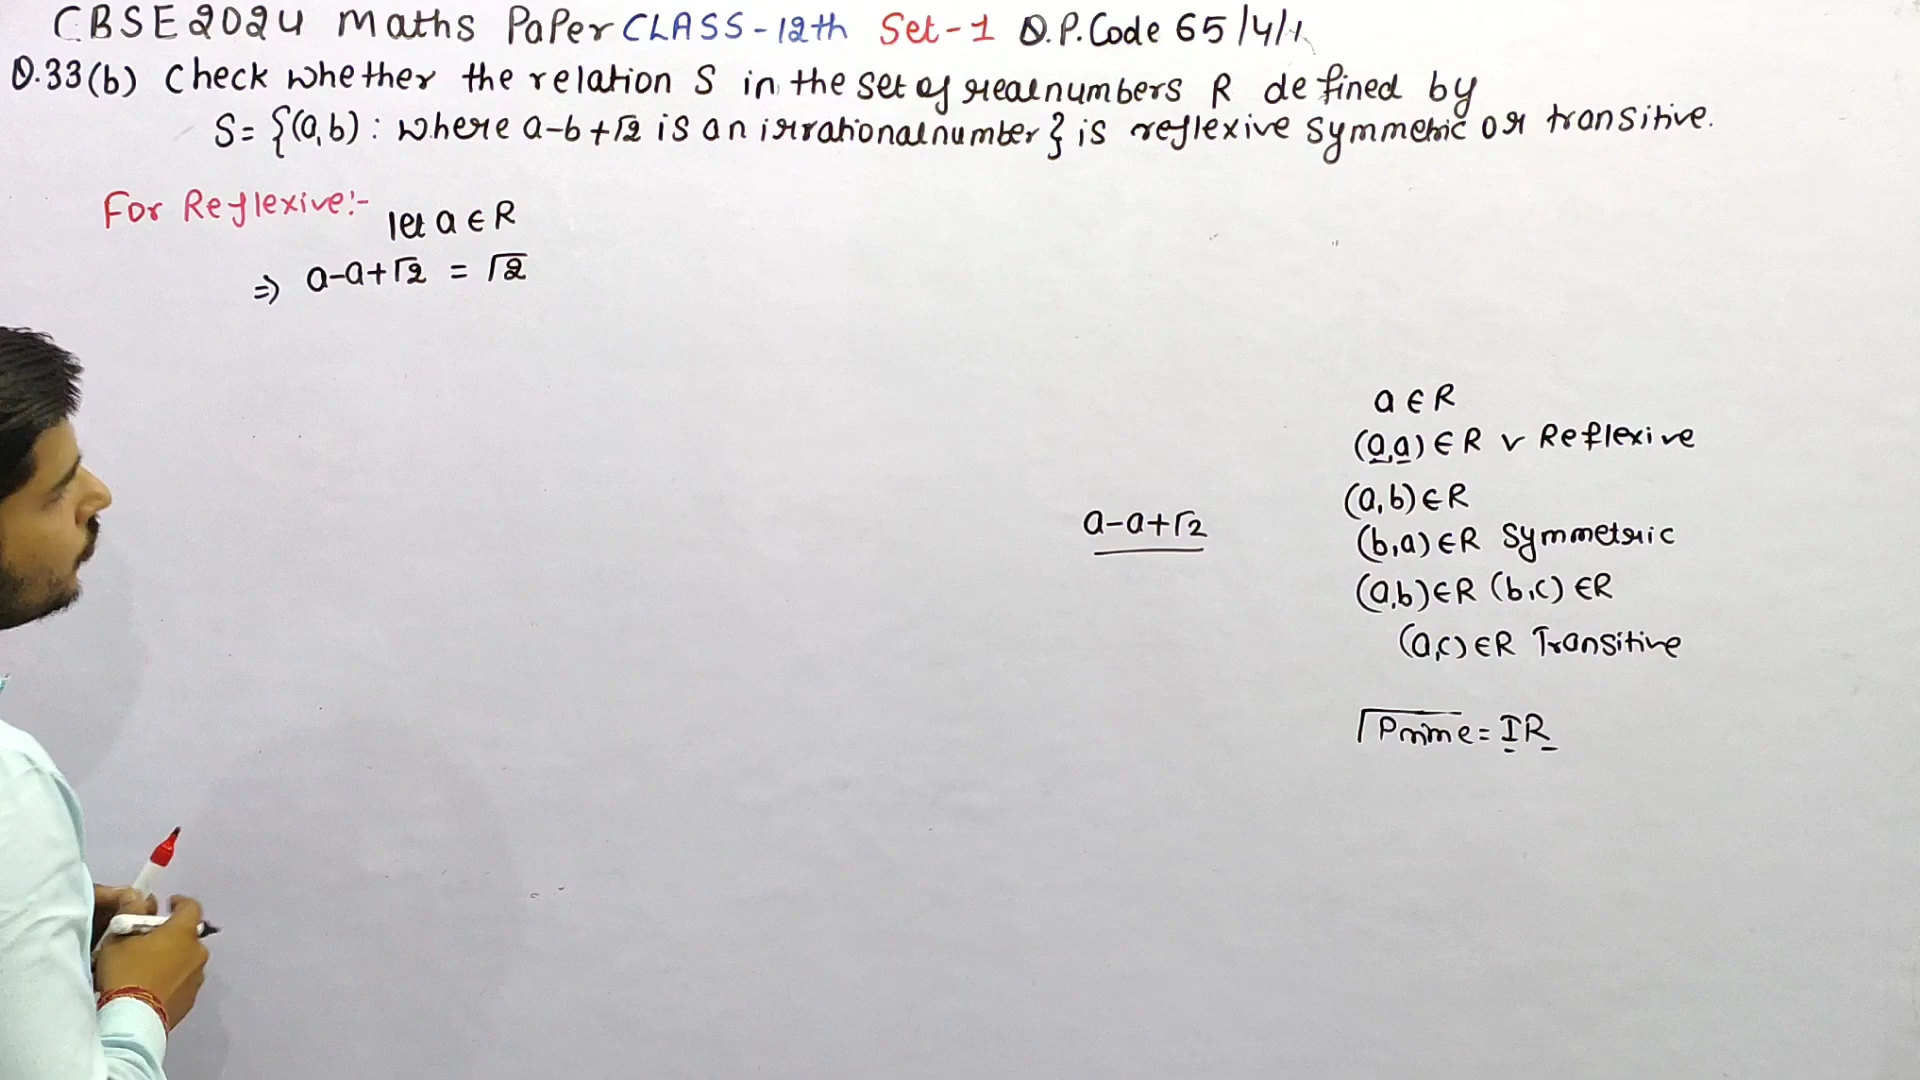 CBSE 2024 Maths Paper CLASS-12th Set-1 Q.P.Code 65/4/1
Q.33(b) Check whether the relation S in the set of real numbers R defined by
S= {(a,b) : where a-b+√2 is an irrational number} is reflexive symmetric or transitive.
For Reflexive:- let a ∈ R
⇒ a-a+√2 = √2
a ∈ R
(a,a) ∈ R ✓ Reflexive
(a,b) ∈ R
a-a+√2
(b,a) ∈ R Symmetric
(a,b) ∈ R (b,c) ∈ R
(a,c) ∈ R Transitive
√Prime = IR